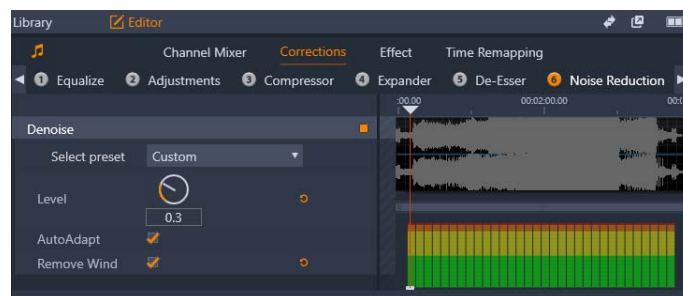 Library Editor
Channel Mixer Corrections Effect Time Remapping
1 Equalize 2 Adjustments 3 Compressor 4 Expander 5 De-Esser 6 Noise Reduction
:00.00 00:02:00.00 00:0
Denoise
Select preset Custom
Level
0.3
AutoAdapt
Remove Wind